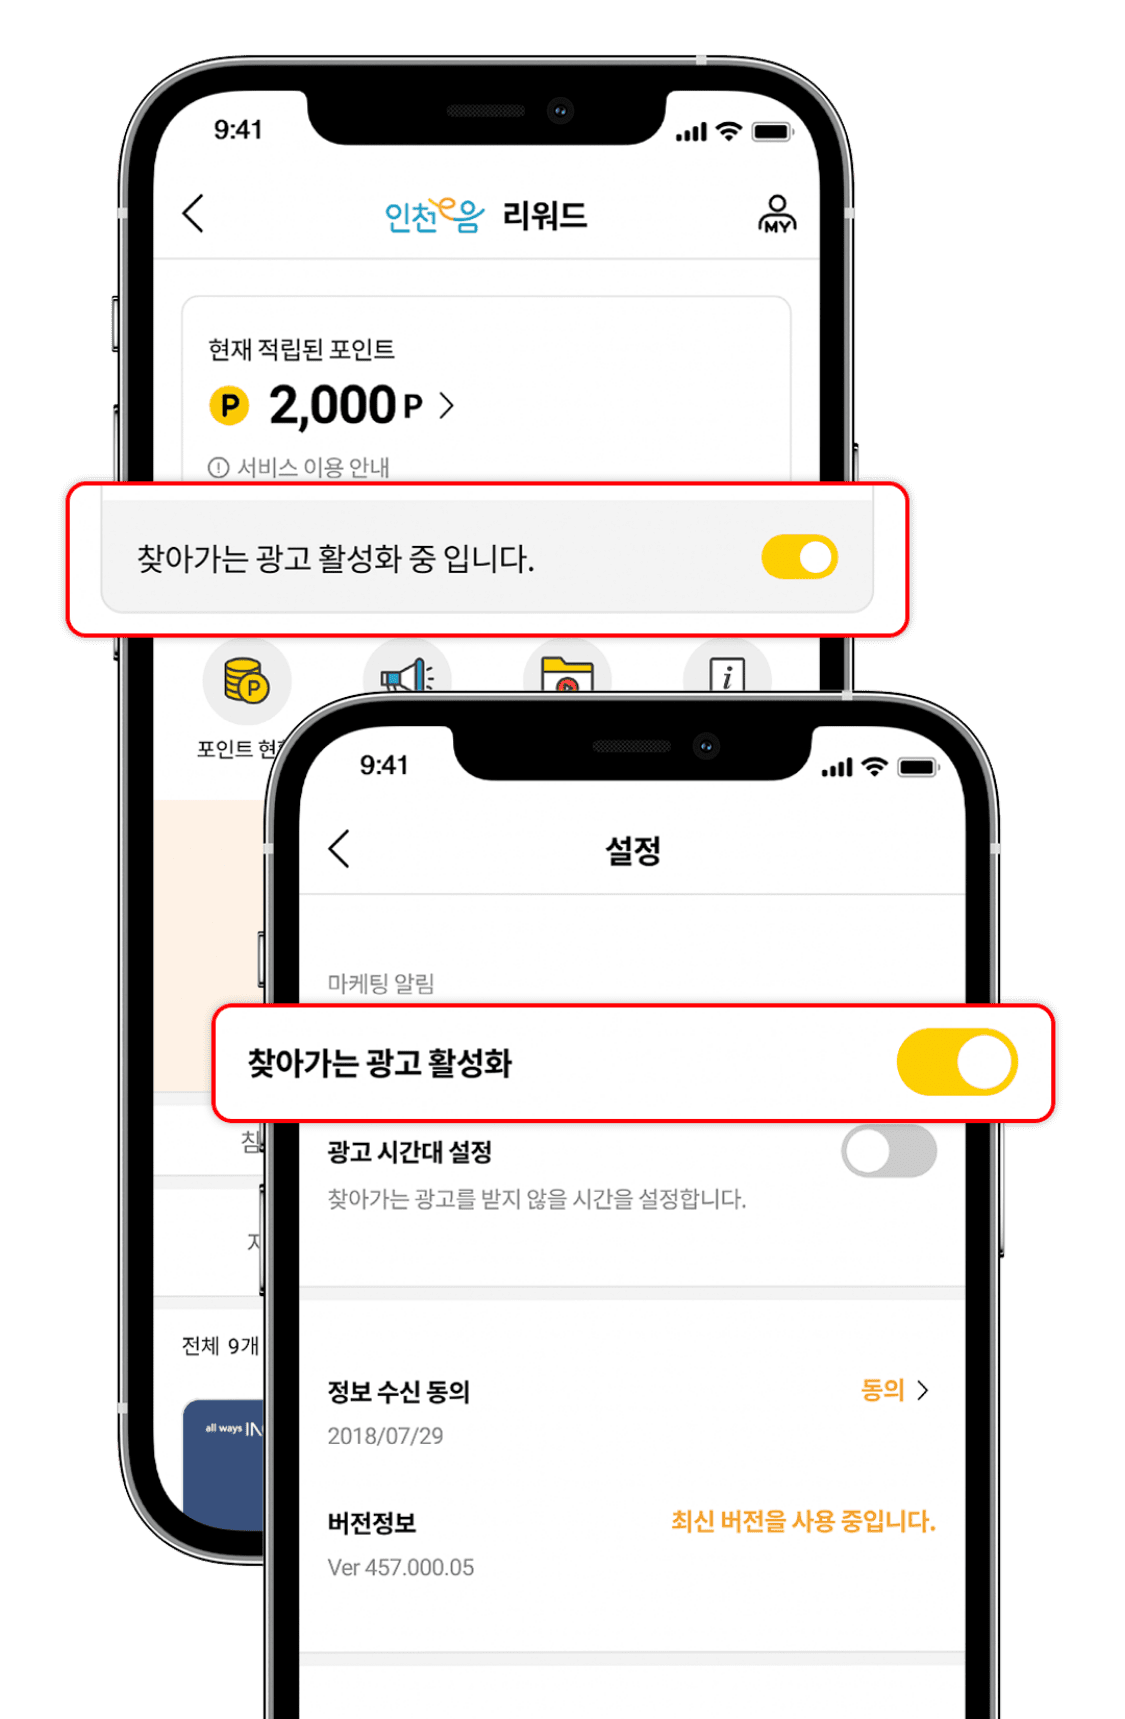 9:41
인천e음 리워드
MY
현재 적립된 포인트
P 2,000 P
서비스 이용 안내
찾아가는 광고 활성화 중 입니다.
P
i
포인트
전체 9개
all ways
9:41
설정
마케팅 알림
찾아가는 광고 활성화
광고 시간대 설정
찾아가는 광고를 받지 않을 시간을 설정합니다.
정보 수신 동의
동의
2018/07/29
버전정보
최신 버전을 사용 중입니다.
Ver 457.000.05